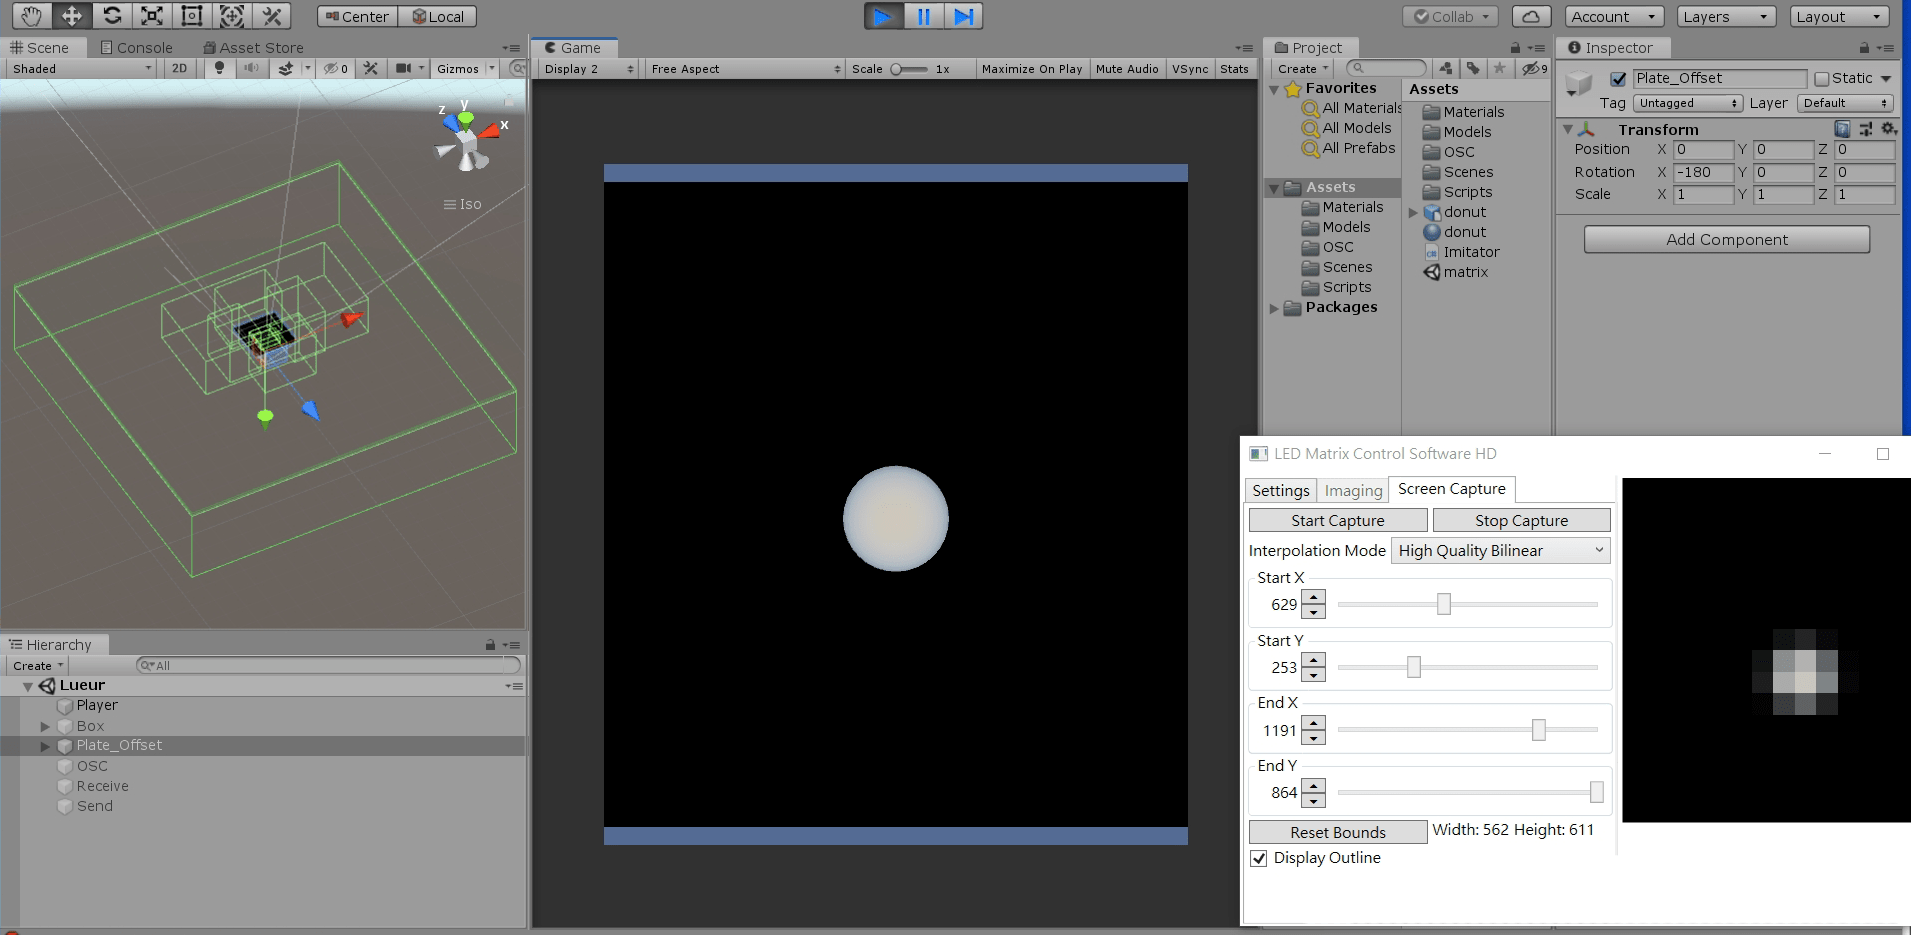 Center Local
Collab Account Layers Layout
Scene Console Asset Store
Shaded 2D 0 Gizmos
y
z
x
Iso
Game
Display 2 Free Aspect Scale 1x Maximize On Play Mute Audio VSync Stats
Project
Create 9
Favorites
All Materials
All Models
All Prefabs
Assets
Materials
Models
OSC
Scenes
Scripts
Packages
Assets
Materials
Models
OSC
Scenes
Scripts
donut
donut
Imitator
matrix
Inspector
Plate_Offset Static
Tag Untagged Layer Default
Transform
Position X 0 Y 0 Z 0
Rotation X -180 Y 0 Z 0
Scale X 1 Y 1 Z 1
Add Component
Hierarchy
Create All
Lueur
Player
Box
Plate_Offset
OSC
Receive
Send
LED Matrix Control Software HD
Settings Imaging Screen Capture
Start Capture Stop Capture
Interpolation Mode High Quality Bilinear
Start X
629
Start Y
253
End X
1191
End Y
864
Reset Bounds Width: 562 Height: 611
Display Outline